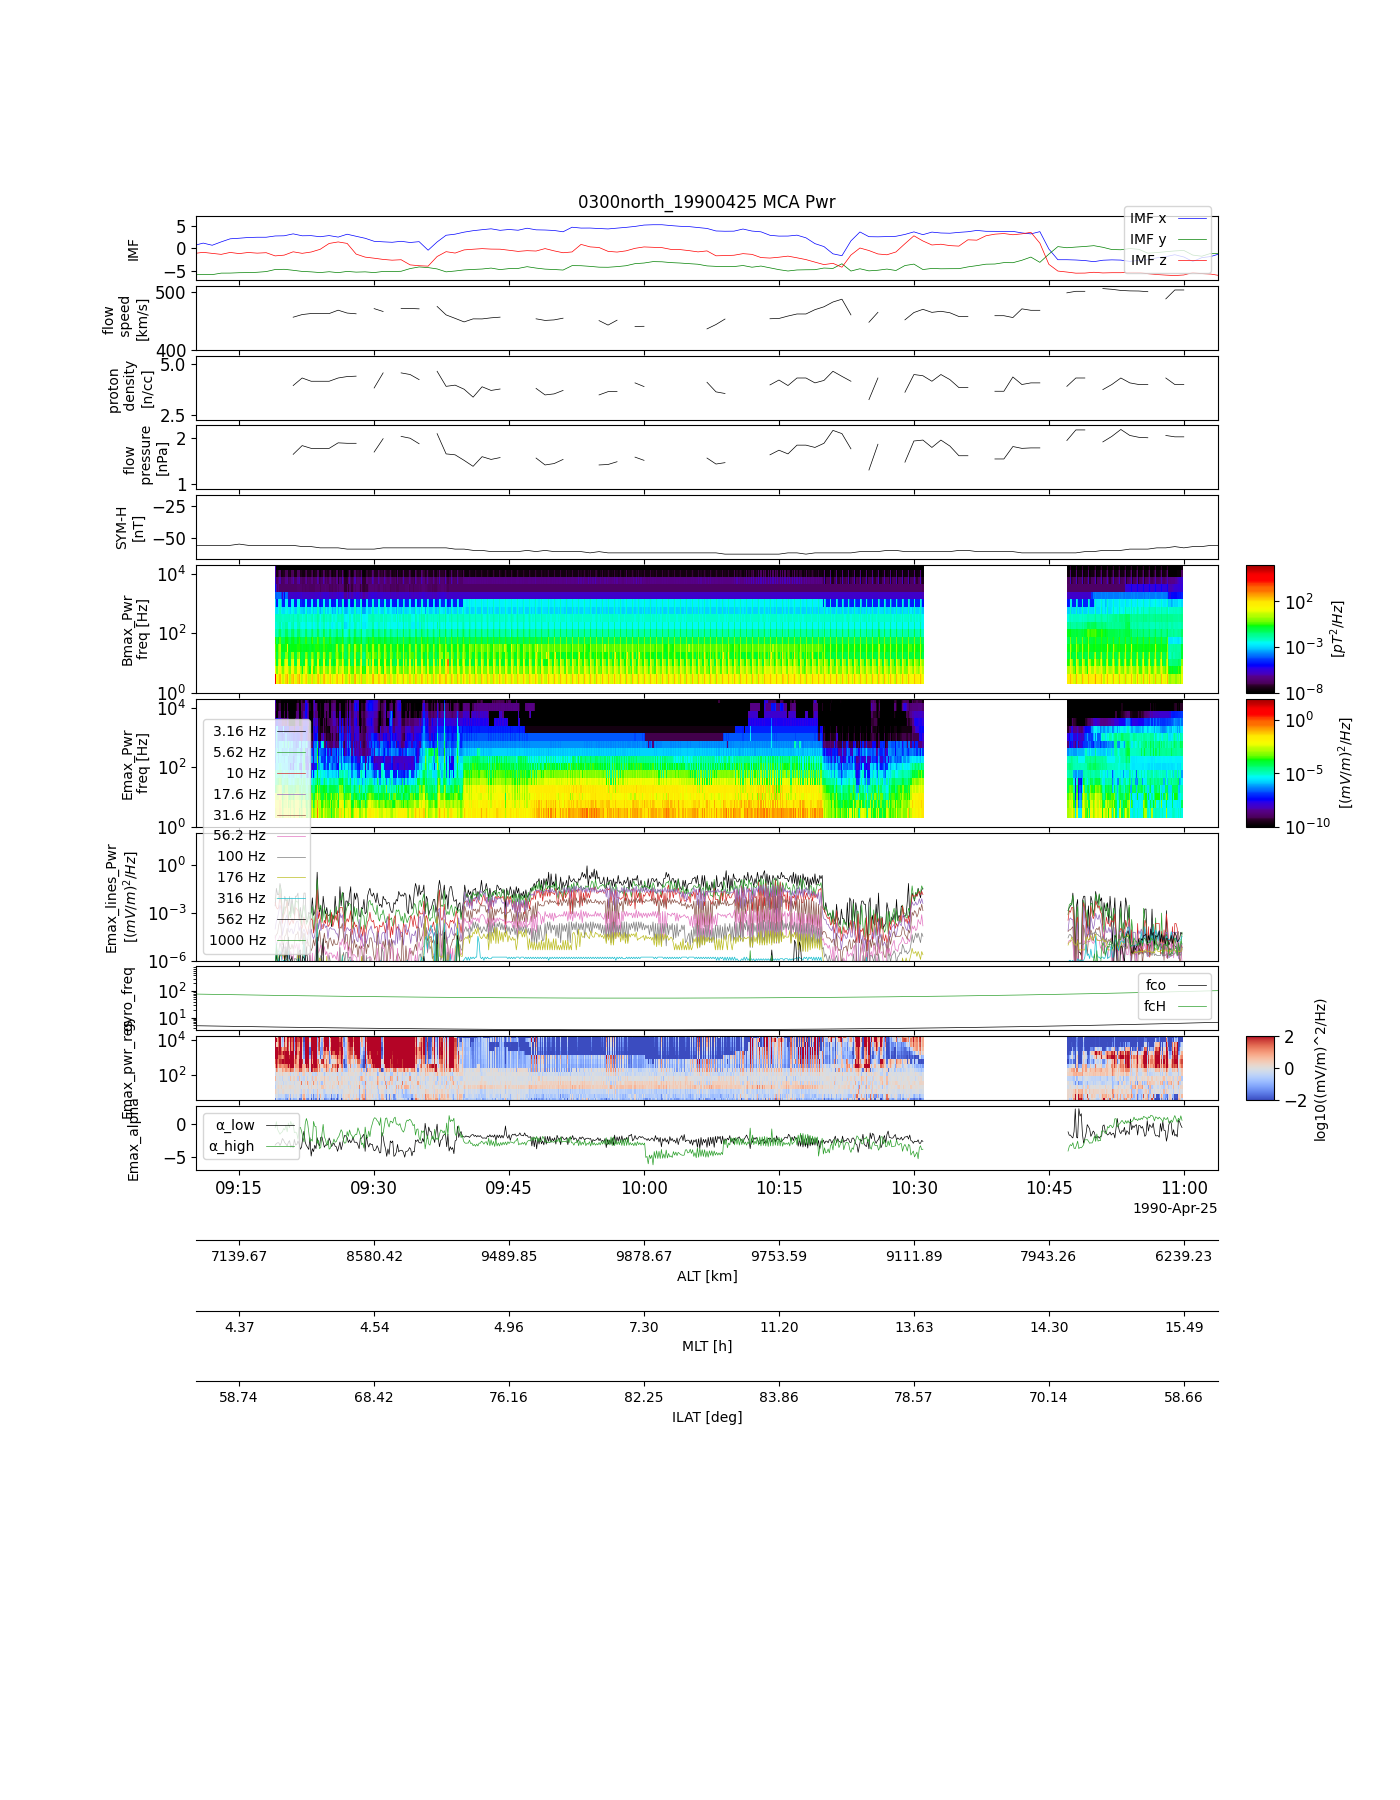 0300north_19900425 MCA Pwr
IMF
5
0
−5
IMF x
IMF y
IMF z
flow
speed
[km/s]
500
400
proton
density
[n/cc]
5.0
2.5
flow
pressure
[nPa]
2
1
SYM-H
[nT]
−25
−50
Bmax_Pwr
freq [Hz]
10^4
10^2
10^0
10^2
10^−3
10^−8
[pT^2/Hz]
Emax_Pwr
freq [Hz]
10^4
10^2
10^0
10^0
10^−5
10^−10
[(mV/m)^2/Hz]
3.16 Hz
5.62 Hz
10 Hz
17.6 Hz
31.6 Hz
56.2 Hz
100 Hz
176 Hz
316 Hz
562 Hz
1000 Hz
Emax_lines_Pwr
[(mV/m)^2/Hz]
10^0
10^−3
10^−6
gyro_freq
10^2
10^1
fco
fcH
10^4
10^2
2
0
−2
log10((mV/m)^2/Hz)
Emax_alpha
0
−5
α_low
α_high
09:15 09:30 09:45 10:00 10:15 10:30 10:45 11:00
1990-Apr-25
7139.67 8580.42 9489.85 9878.67 9753.59 9111.89 7943.26 6239.23
ALT [km]
4.37 4.54 4.96 7.30 11.20 13.63 14.30 15.49
MLT [h]
58.74 68.42 76.16 82.25 83.86 78.57 70.14 58.66
ILAT [deg]